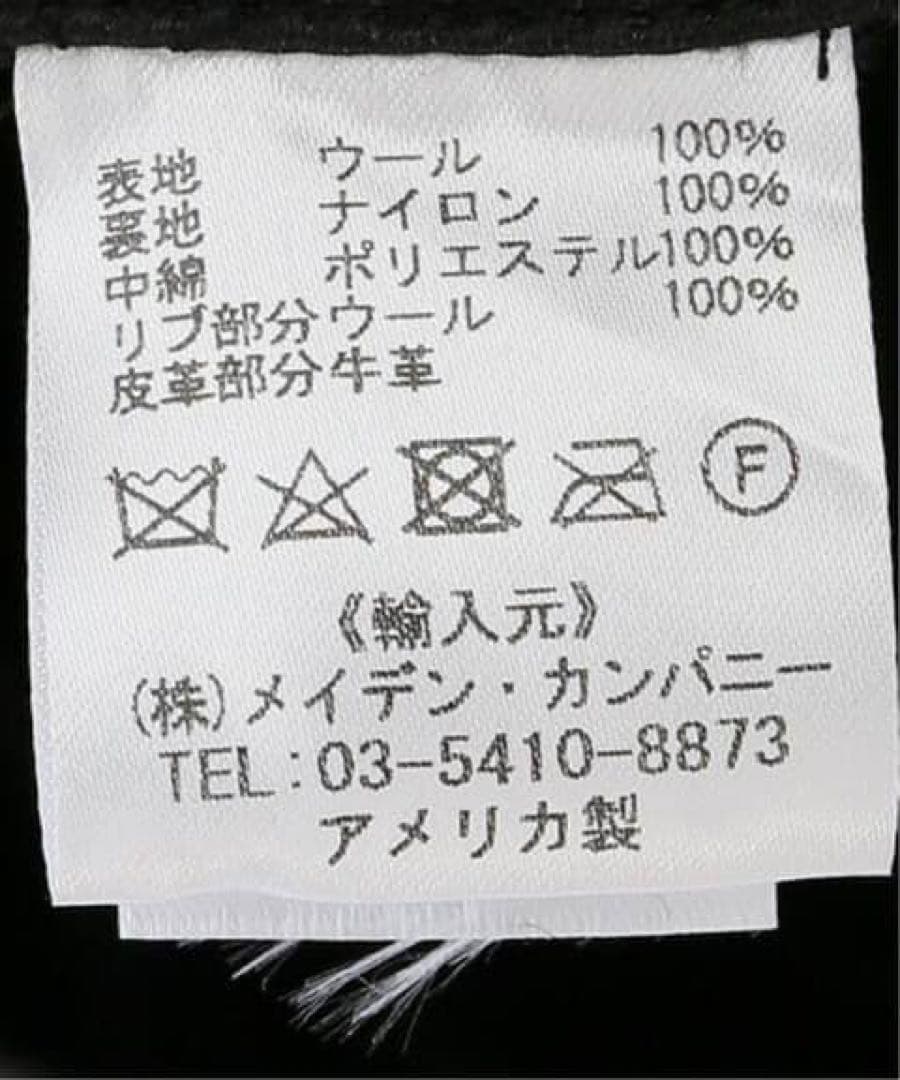 表地 ウール 100%
裏地 ナイロン 100%
中綿 ポリエステル100%
リブ部分ウール 100%
皮革部分牛革
F
《輸入元》
(株)メイデン・カンパニー
TEL:03-5410-8873
アメリカ製